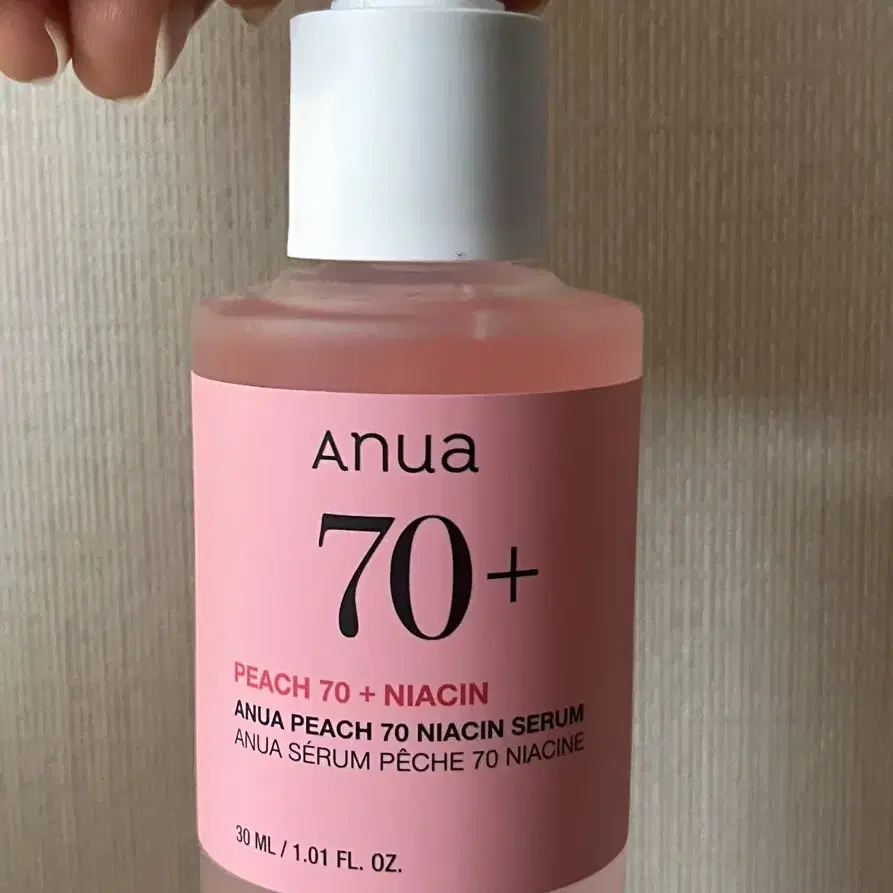 Anua
70+
PEACH 70 + NIACIN
ANUA PEACH 70 NIACIN SERUM
ANUA SÉRUM PÊCHE 70 NIACINE
30 ML / 1.01 FL. OZ.